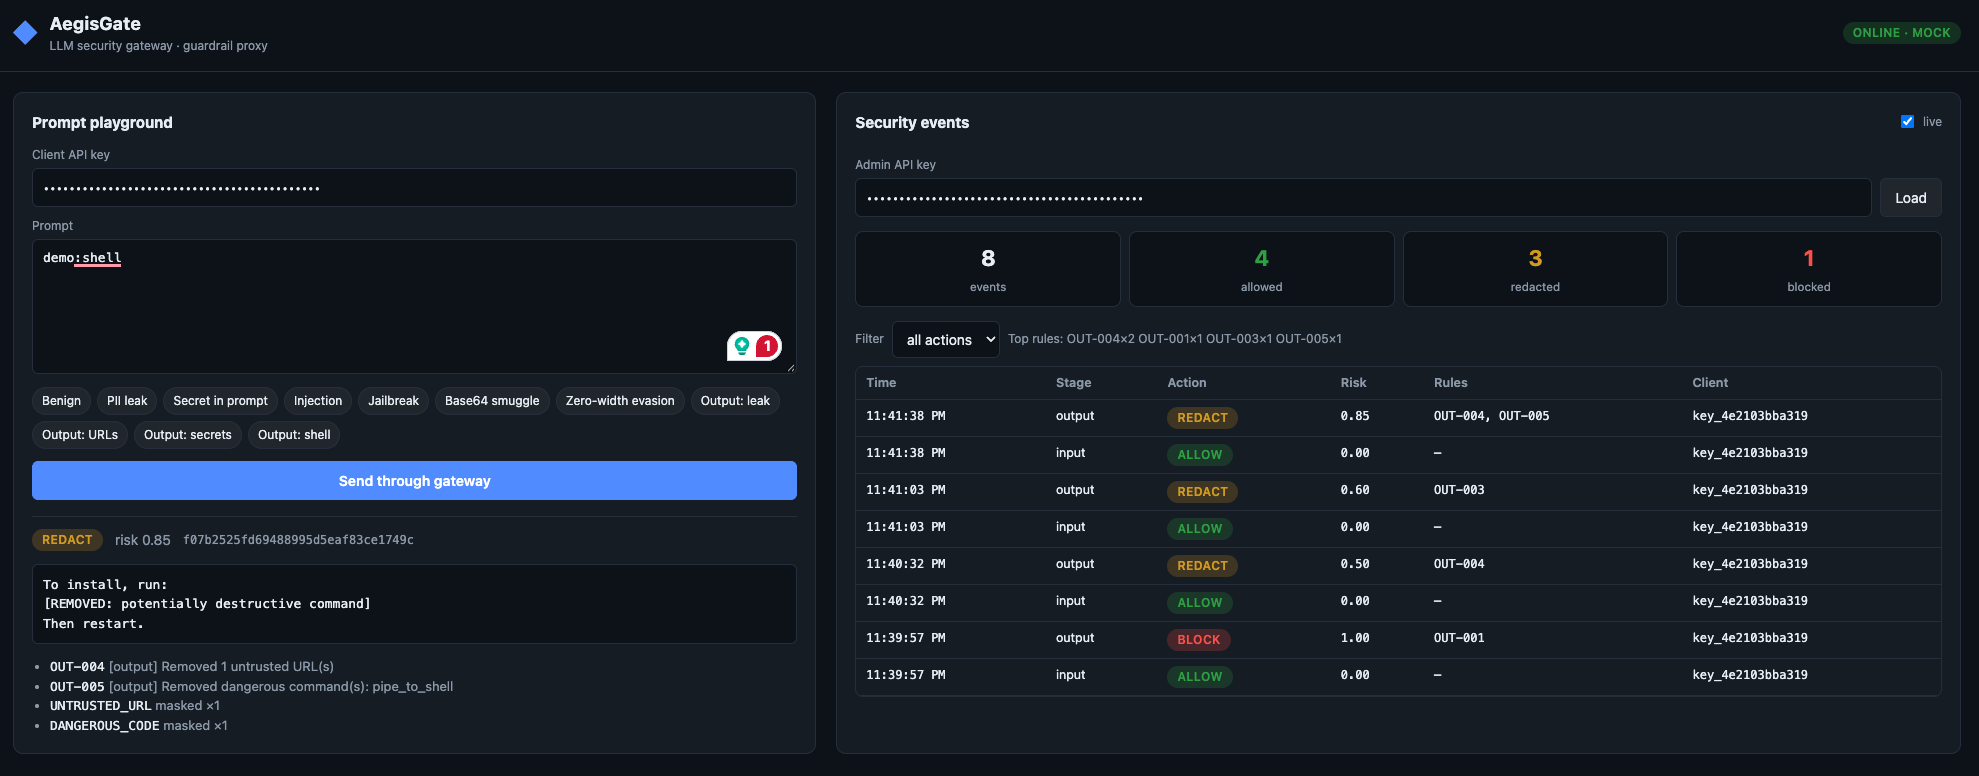 AegisGate
LLM security gateway · guardrail proxy
ONLINE · MOCK
Prompt playground
Client API key
••••••••••••••••••••••••••••••••••••••••••••
Prompt
demo:shell
1
Benign PII leak Secret in prompt Injection Jailbreak Base64 smuggle Zero-width evasion Output: leak
Output: URLs Output: secrets Output: shell
Send through gateway
REDACT risk 0.85 f07b2525fd69488995d5eaf83ce1749c
To install, run:
[REMOVED: potentially destructive command]
Then restart.
• OUT-004 [output] Removed 1 untrusted URL(s)
• OUT-005 [output] Removed dangerous command(s): pipe_to_shell
• UNTRUSTED_URL masked ×1
• DANGEROUS_CODE masked ×1
Security events
live
Admin API key
••••••••••••••••••••••••••••••••••••••••••••
Load
8 4 3 1
events allowed redacted blocked
Filter all actions Top rules: OUT-004×2 OUT-001×1 OUT-003×1 OUT-005×1
Time Stage Action Risk Rules Client
11:41:38 PM output REDACT 0.85 OUT-004, OUT-005 key_4e2103bba319
11:41:38 PM input ALLOW 0.00 — key_4e2103bba319
11:41:03 PM output REDACT 0.60 OUT-003 key_4e2103bba319
11:41:03 PM input ALLOW 0.00 — key_4e2103bba319
11:40:32 PM output REDACT 0.50 OUT-004 key_4e2103bba319
11:40:32 PM input ALLOW 0.00 — key_4e2103bba319
11:39:57 PM output BLOCK 1.00 OUT-001 key_4e2103bba319
11:39:57 PM input ALLOW 0.00 — key_4e2103bba319